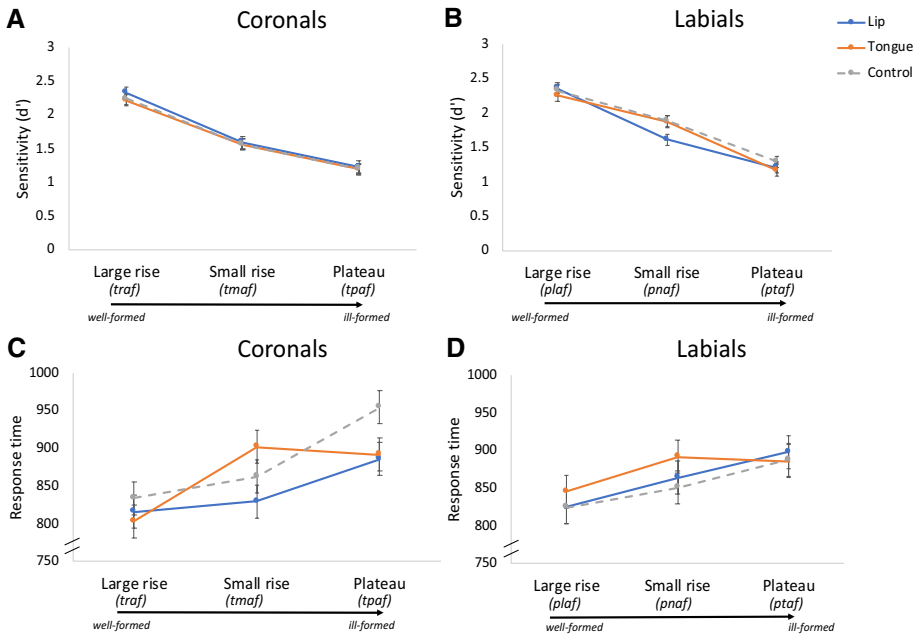 A
Coronals
3
2.5
2
1.5
1
0.5
0
Sensitivity (d')
Large rise
(traf)
Small rise
(tmaf)
Plateau
(tpaf)
well-formed
ill-formed
B
Labials
3
2.5
2
1.5
1
0.5
0
Sensitivity (d')
Large rise
(plaf)
Small rise
(pnaf)
Plateau
(ptaf)
well-formed
ill-formed
Lip
Tongue
Control
C
Coronals
1000
950
900
850
800
750
Response time
Large rise
(traf)
Small rise
(tmaf)
Plateau
(tpaf)
well-formed
ill-formed
D
Labials
1000
950
900
850
800
750
Response time
Large rise
(plaf)
Small rise
(pnaf)
Plateau
(ptaf)
well-formed
ill-formed